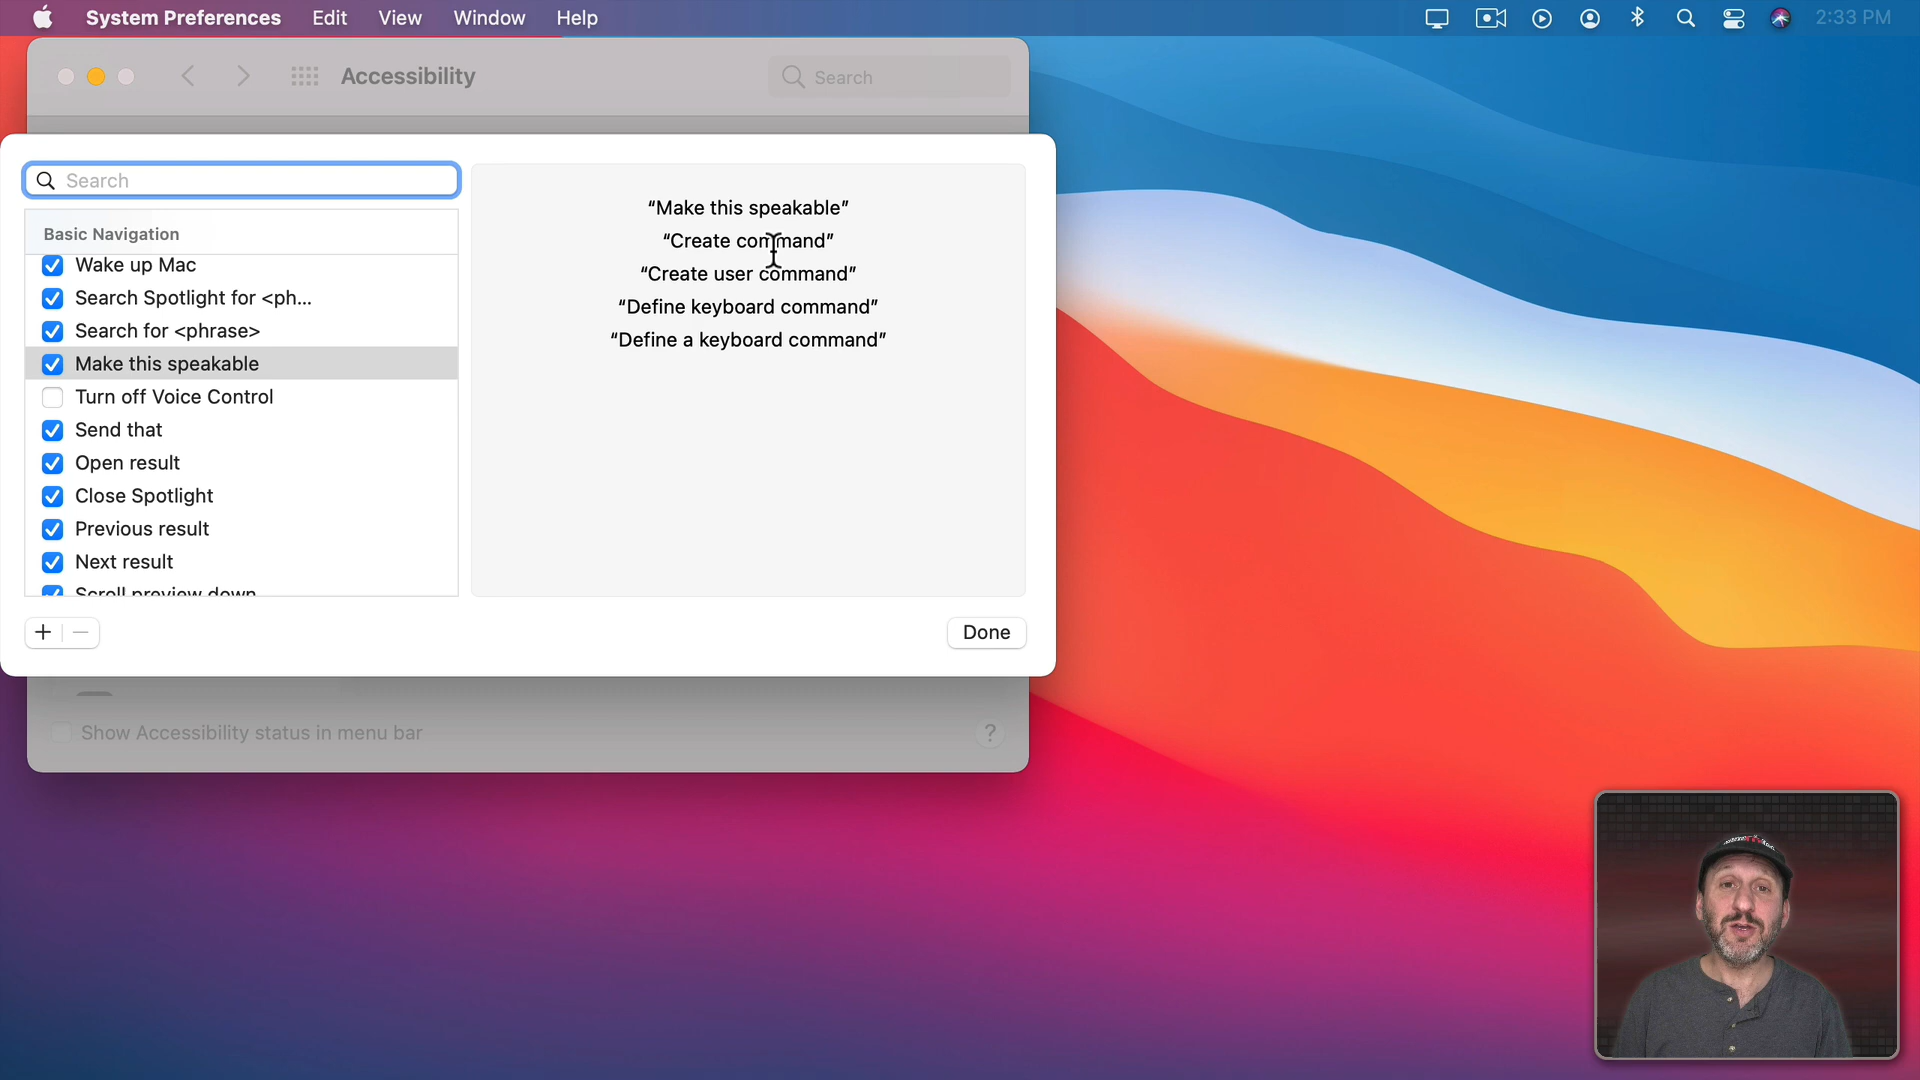 System Preferences Edit View Window Help 2:33 PM
Accessibility
Search
Search
Basic Navigation
Wake up Mac
Search Spotlight for <ph...
Search for <phrase>
Make this speakable
Turn off Voice Control
Send that
Open result
Close Spotlight
Previous result
Next result
Scroll preview down
“Make this speakable”
“Create command”
“Create user command”
“Define keyboard command”
“Define a keyboard command”
+ −
Done
Show Accessibility status in menu bar
?